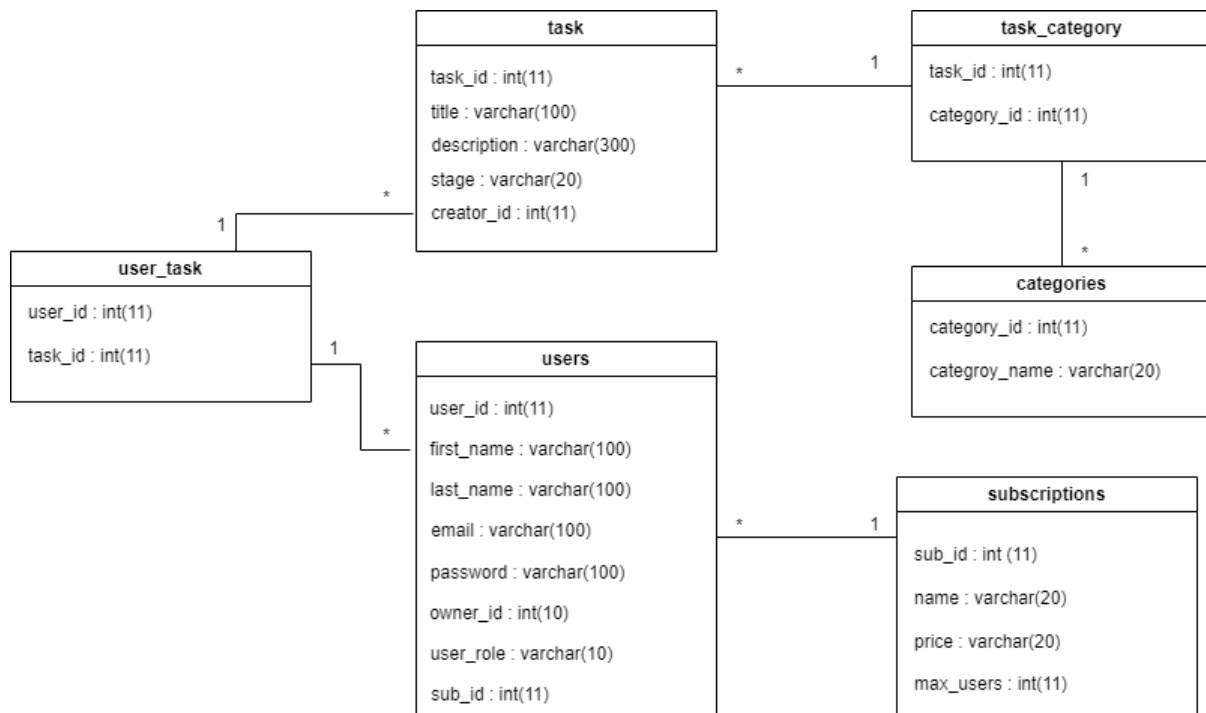 task
task_id : int(11)
title : varchar(100)
description : varchar(300)
stage : varchar(20)
creator_id : int(11)
*
1
task_category
task_id : int(11)
category_id : int(11)
1
*
categories
category_id : int(11)
categroy_name : varchar(20)
*
1
user_task
user_id : int(11)
task_id : int(11)
1
*
users
user_id : int(11)
first_name : varchar(100)
last_name : varchar(100)
email : varchar(100)
password : varchar(100)
owner_id : int(10)
user_role : varchar(10)
sub_id : int(11)
*
1
subscriptions
sub_id : int (11)
name : varchar(20)
price : varchar(20)
max_users : int(11)